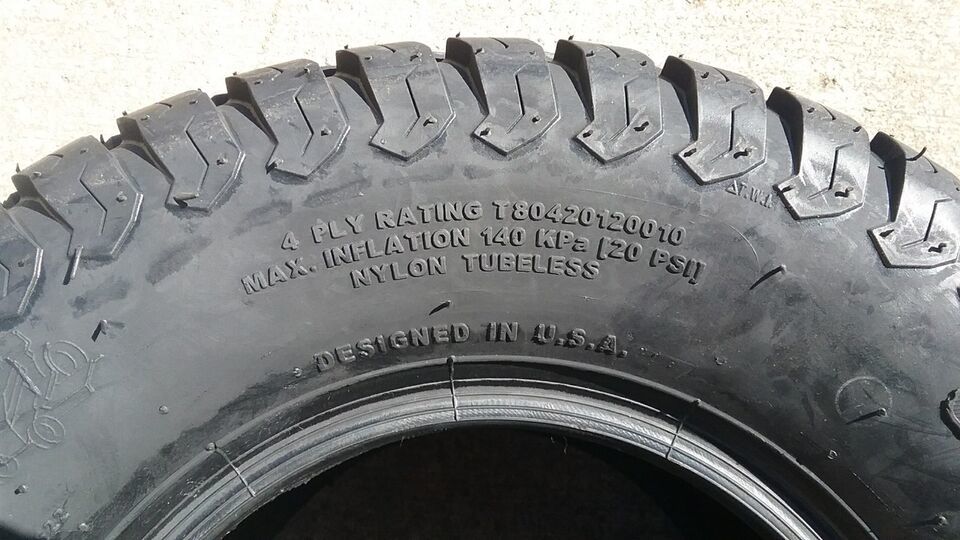 4 PLY RATING T80420120010
MAX. INFLATION 140 KPa [20 PSI]
NYLON TUBELESS
DESIGNED IN U.S.A.